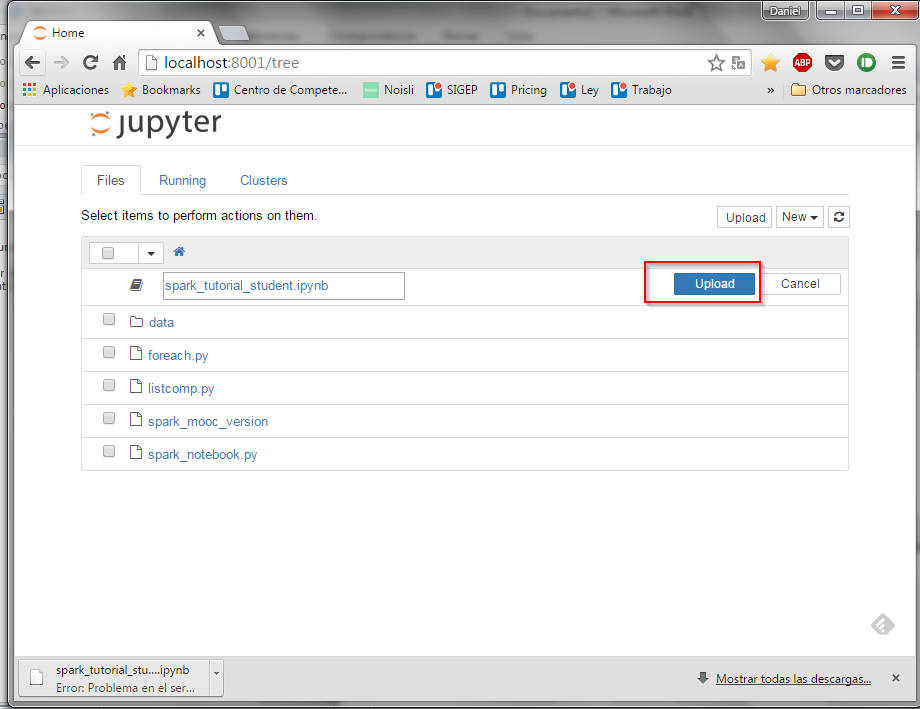 Daniel
Home
localhost:8001/tree
ABP
Aplicaciones Bookmarks Centro de Compete... Noisli SIGEP Pricing Ley Trabajo » Otros marcadores
jupyter
Files Running Clusters
Select items to perform actions on them. Upload New
spark_tutorial_student.ipynb Upload Cancel
data
foreach.py
listcomp.py
spark_mooc_version
spark_notebook.py
spark_tutorial_stu....ipynb
Error: Problema en el ser...
Mostrar todas las descargas...